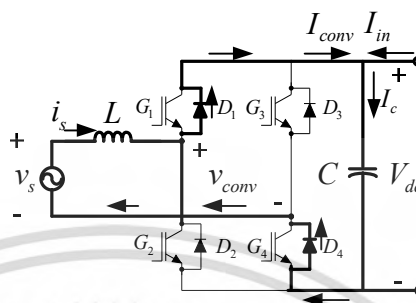 I_conv I_in
G_1 D_1 G_3 D_3 I_c
i_s L
+ + +
v_s v_conv C V_dc
- - -
G_2 D_2 G_4 D_4